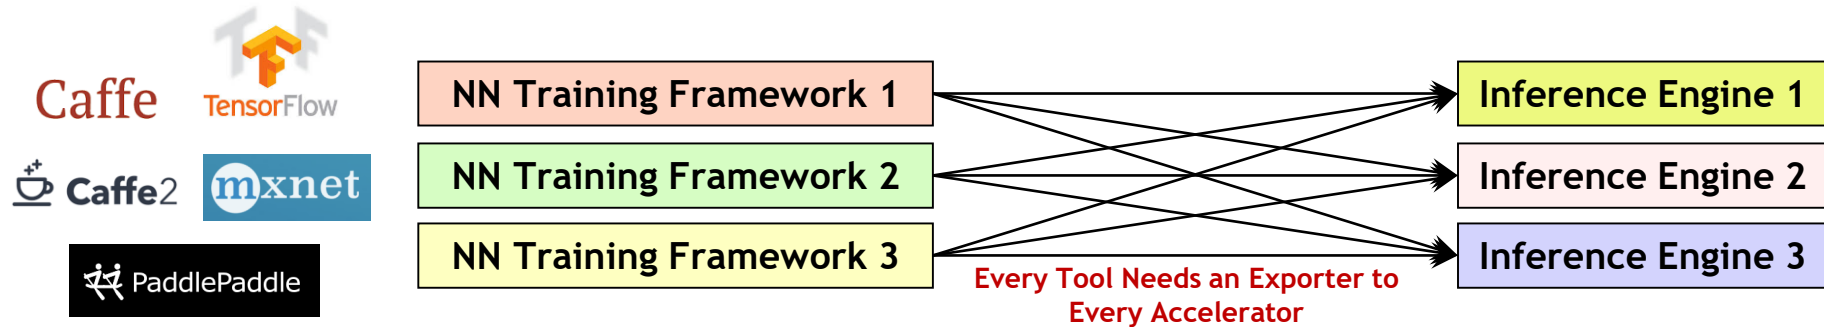 Caffe
TensorFlow
Caffe2
mxnet
PaddlePaddle
NN Training Framework 1
NN Training Framework 2
NN Training Framework 3
Every Tool Needs an Exporter to
Every Accelerator
Inference Engine 1
Inference Engine 2
Inference Engine 3